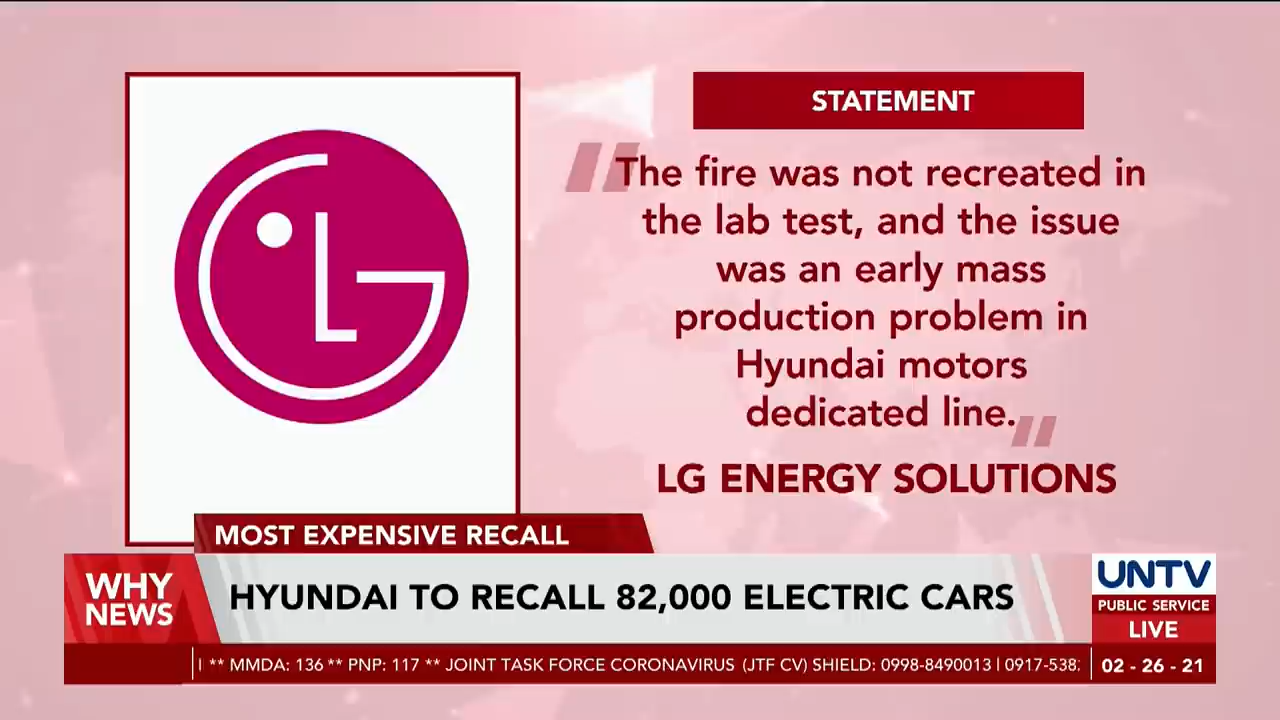 STATEMENT
The fire was not recreated in
the lab test, and the issue
was an early mass
production problem in
Hyundai motors
dedicated line.
LG ENERGY SOLUTIONS
LG
MOST EXPENSIVE RECALL
WHY
NEWS
HYUNDAI TO RECALL 82,000 ELECTRIC CARS
UNTV
PUBLIC SERVICE
LIVE
** MMDA: 136 ** PNP: 117 ** JOINT TASK FORCE CORONAVIRUS (JTF CV) SHIELD: 0998-8490013 | 0917-538
02 - 26 - 21